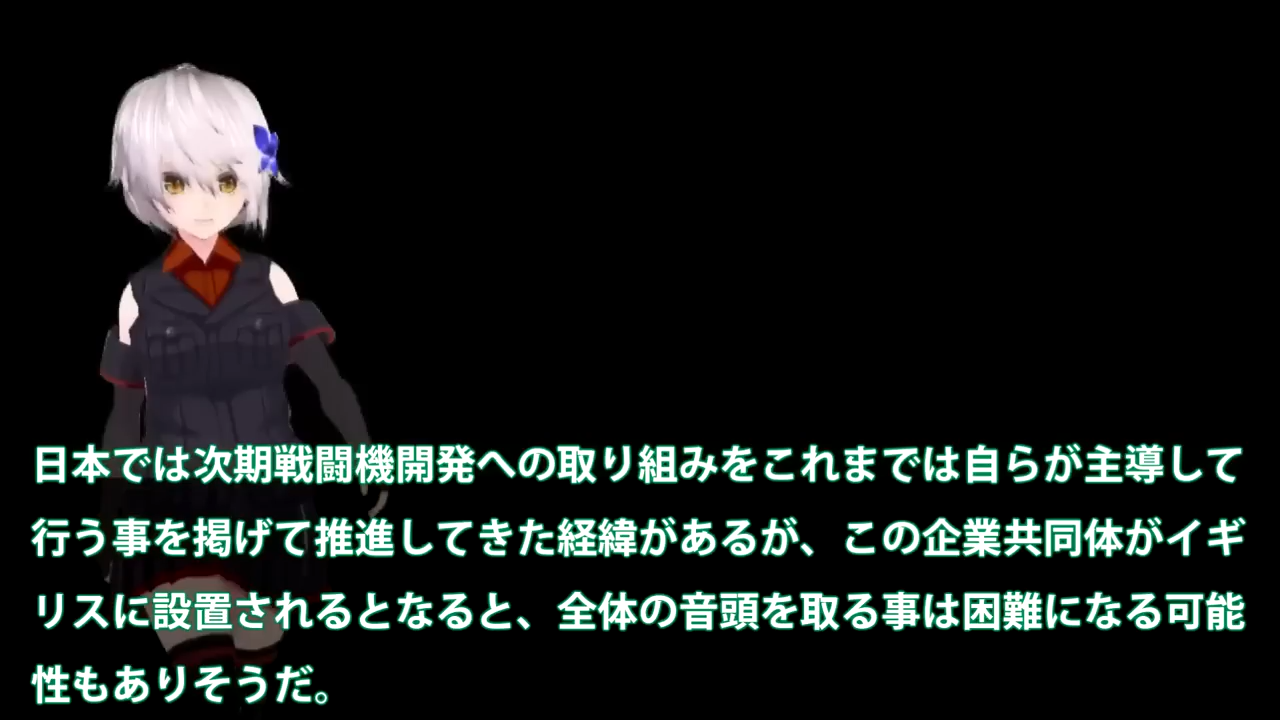 日本では次期戦闘機開発への取り組みをこれまでは自らが主導して
行う事を掲げて推進してきた経緯があるが、この企業共同体がイギ
リスに設置されるとなると、全体の音頭を取る事は困難になる可能
性もありそうだ。